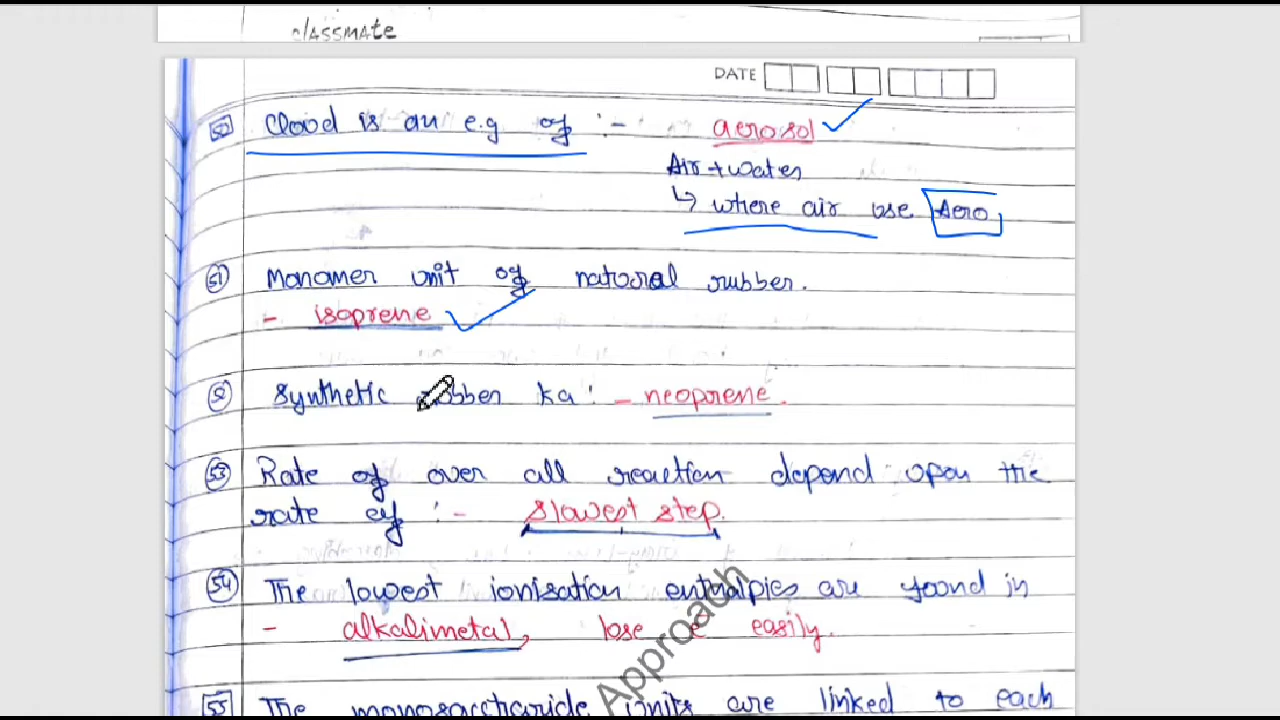 classmate
DATE
50 Cloud is an e.g of :- aerosol
Air + water
↳ where air use Aero
51 Monamer unit of natural rubber.
- isoprene
Synthetic rubber ka :- neoprene.
53 Rate of over all reaction depend upon the
rate of :- slowest step.
54 The lowest ionisation enthalpies are found in
- alkalimetal, lose e easily.
Approach
55 The monosaccharide units are linked to each